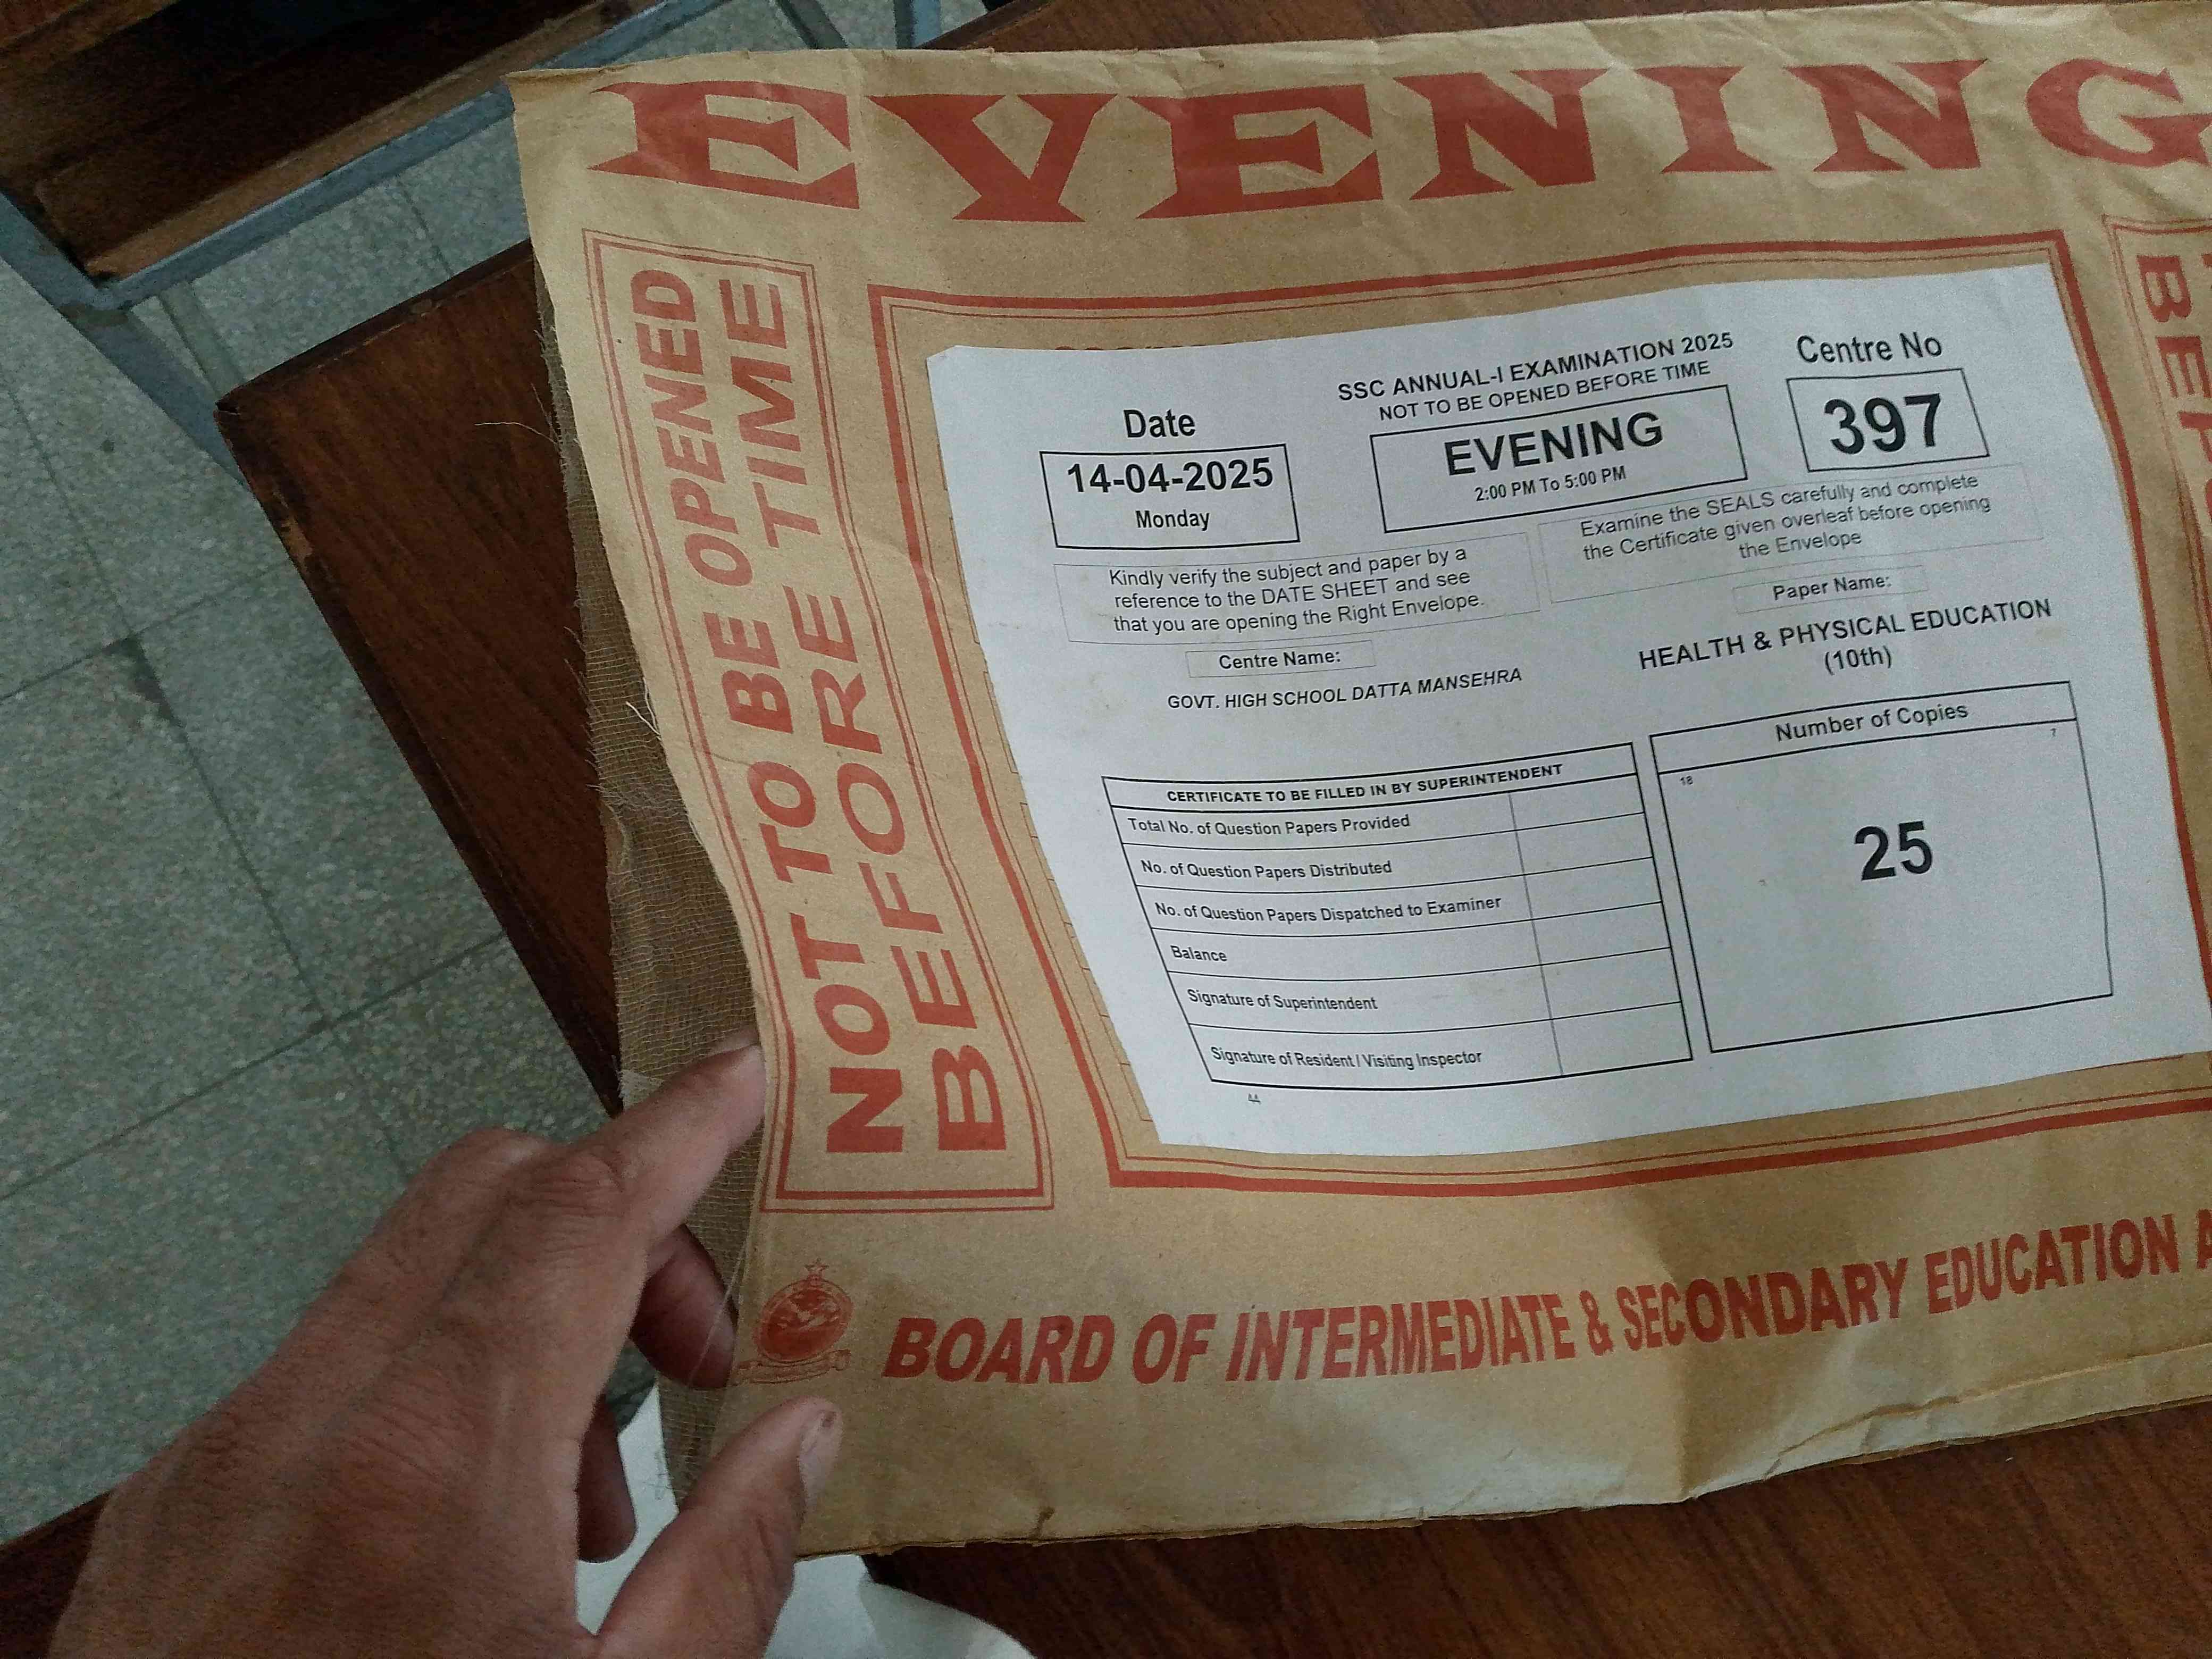 EVENING
NOT TO BE OPENED
BEFORE TIME
SSC ANNUAL-I EXAMINATION 2025
NOT TO BE OPENED BEFORE TIME
Date
14-04-2025
Monday
EVENING
2:00 PM To 5:00 PM
Centre No
397
Kindly verify the subject and paper by a
reference to the DATE SHEET and see
that you are opening the Right Envelope.
Examine the SEALS carefully and complete
the Certificate given overleaf before opening
the Envelope
Centre Name:
GOVT. HIGH SCHOOL DATTA MANSEHRA
Paper Name:
HEALTH & PHYSICAL EDUCATION
(10th)
CERTIFICATE TO BE FILLED IN BY SUPERINTENDENT
Total No. of Question Papers Provided
No. of Question Papers Distributed
No. of Question Papers Dispatched to Examiner
Balance
Signature of Superintendent
Signature of Resident / Visiting Inspector
44
Number of Copies
7
18
25
BOARD OF INTERMEDIATE & SECONDARY EDUCATION A